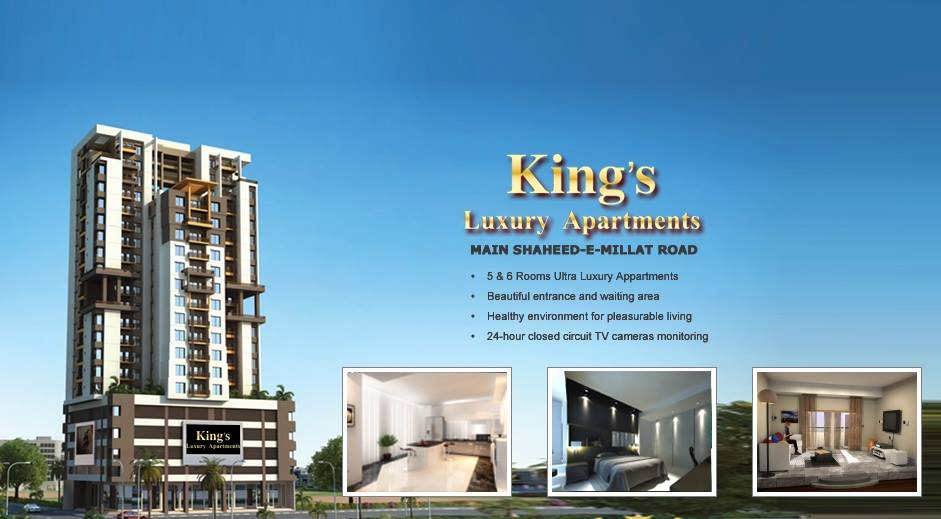 King's
Luxury Apartments
MAIN SHAHEED-E-MILLAT ROAD
• 5 & 6 Rooms Ultra Luxury Appartments
• Beautiful entrance and waiting area
• Healthy environment for pleasurable living
• 24-hour closed circuit TV cameras monitoring
King's
Luxury Apartments